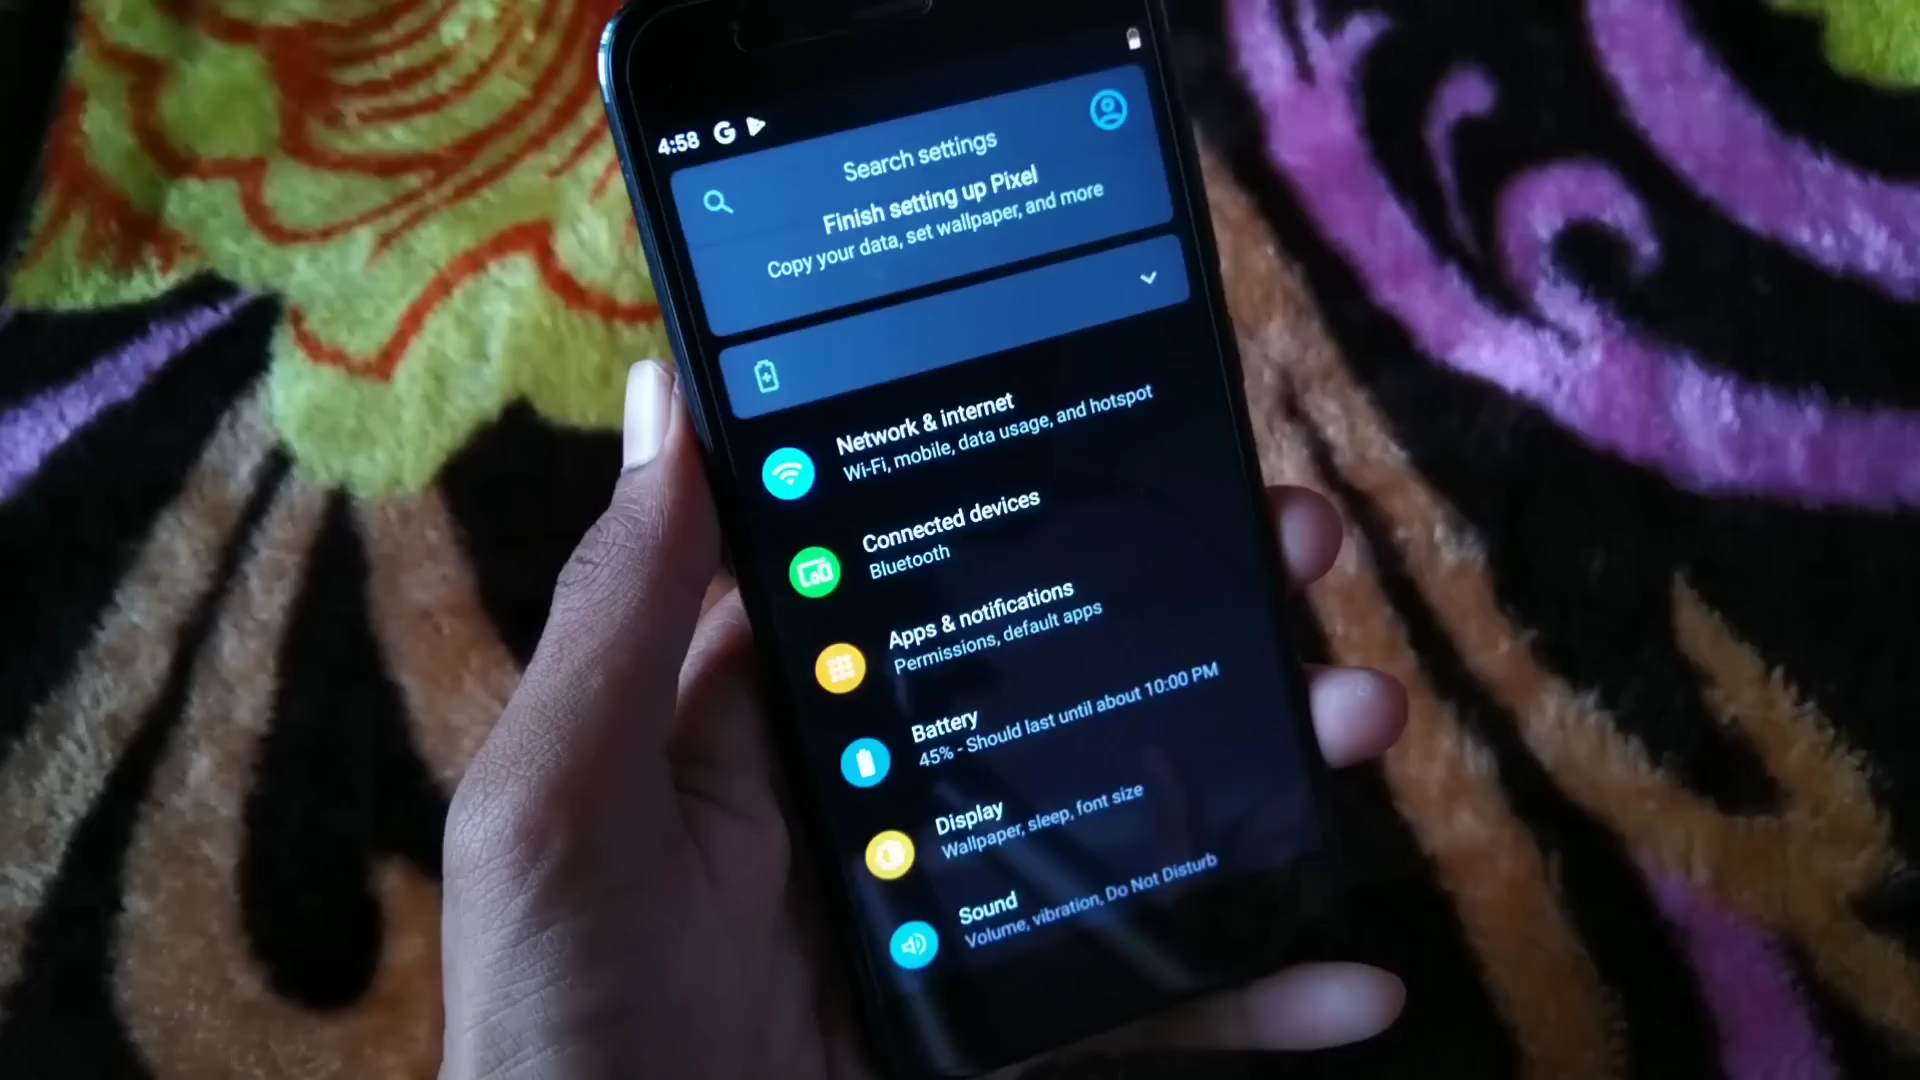 4:58 G
Search settings
Finish setting up Pixel
Copy your data, set wallpaper, and more
Network & internet
Wi-Fi, mobile, data usage, and hotspot
Connected devices
Bluetooth
Apps & notifications
Permissions, default apps
Battery
45% - Should last until about 10:00 PM
Display
Wallpaper, sleep, font size
Sound
Volume, vibration, Do Not Disturb